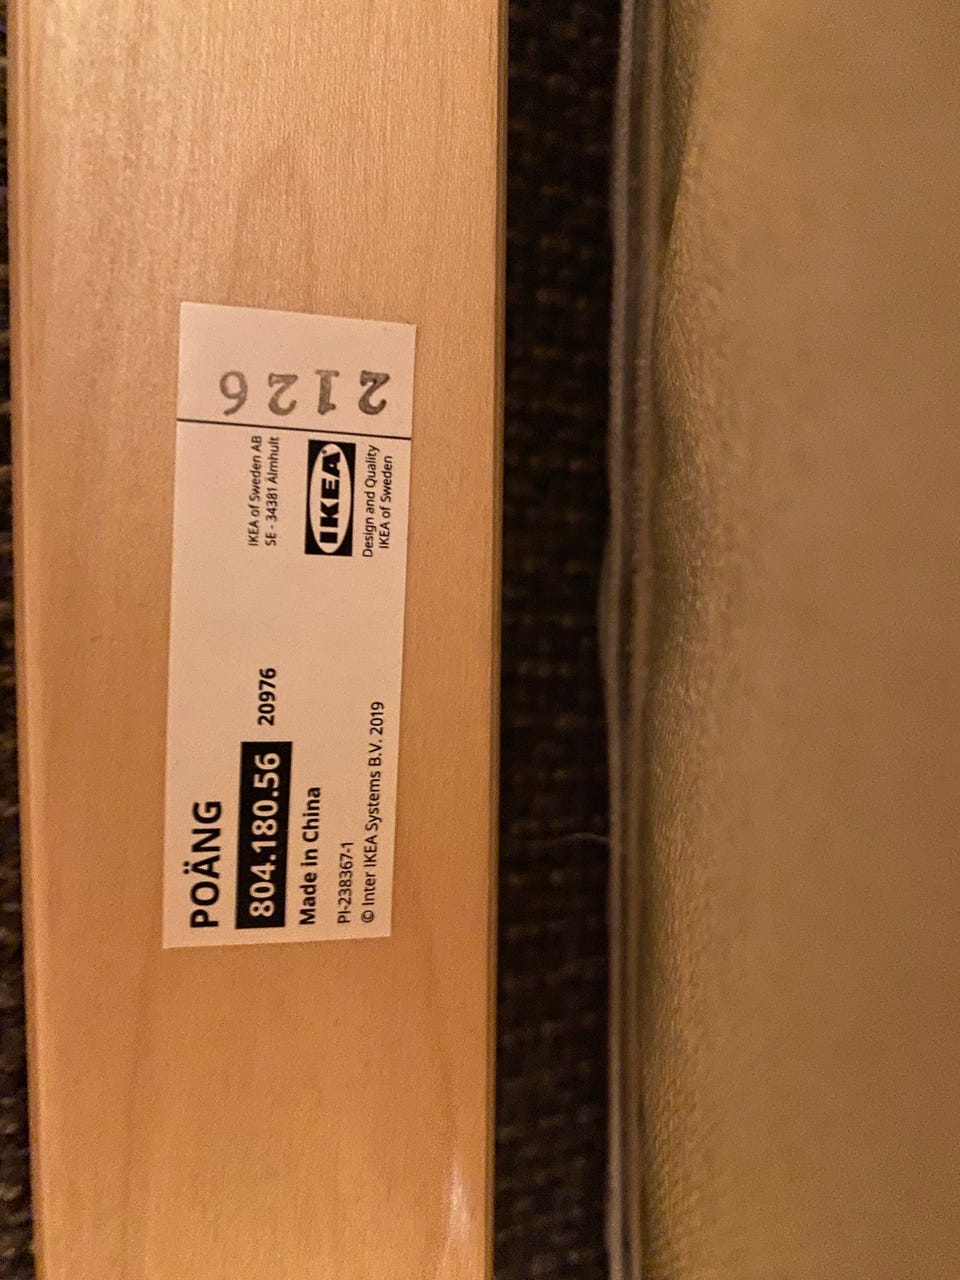 POÄNG
804.180.56 20976
Made in China
PI-238367-1
© Inter IKEA Systems B.V. 2019
IKEA of Sweden AB
SE - 34381 Älmhult
IKEA
Design and Quality
IKEA of Sweden
2126